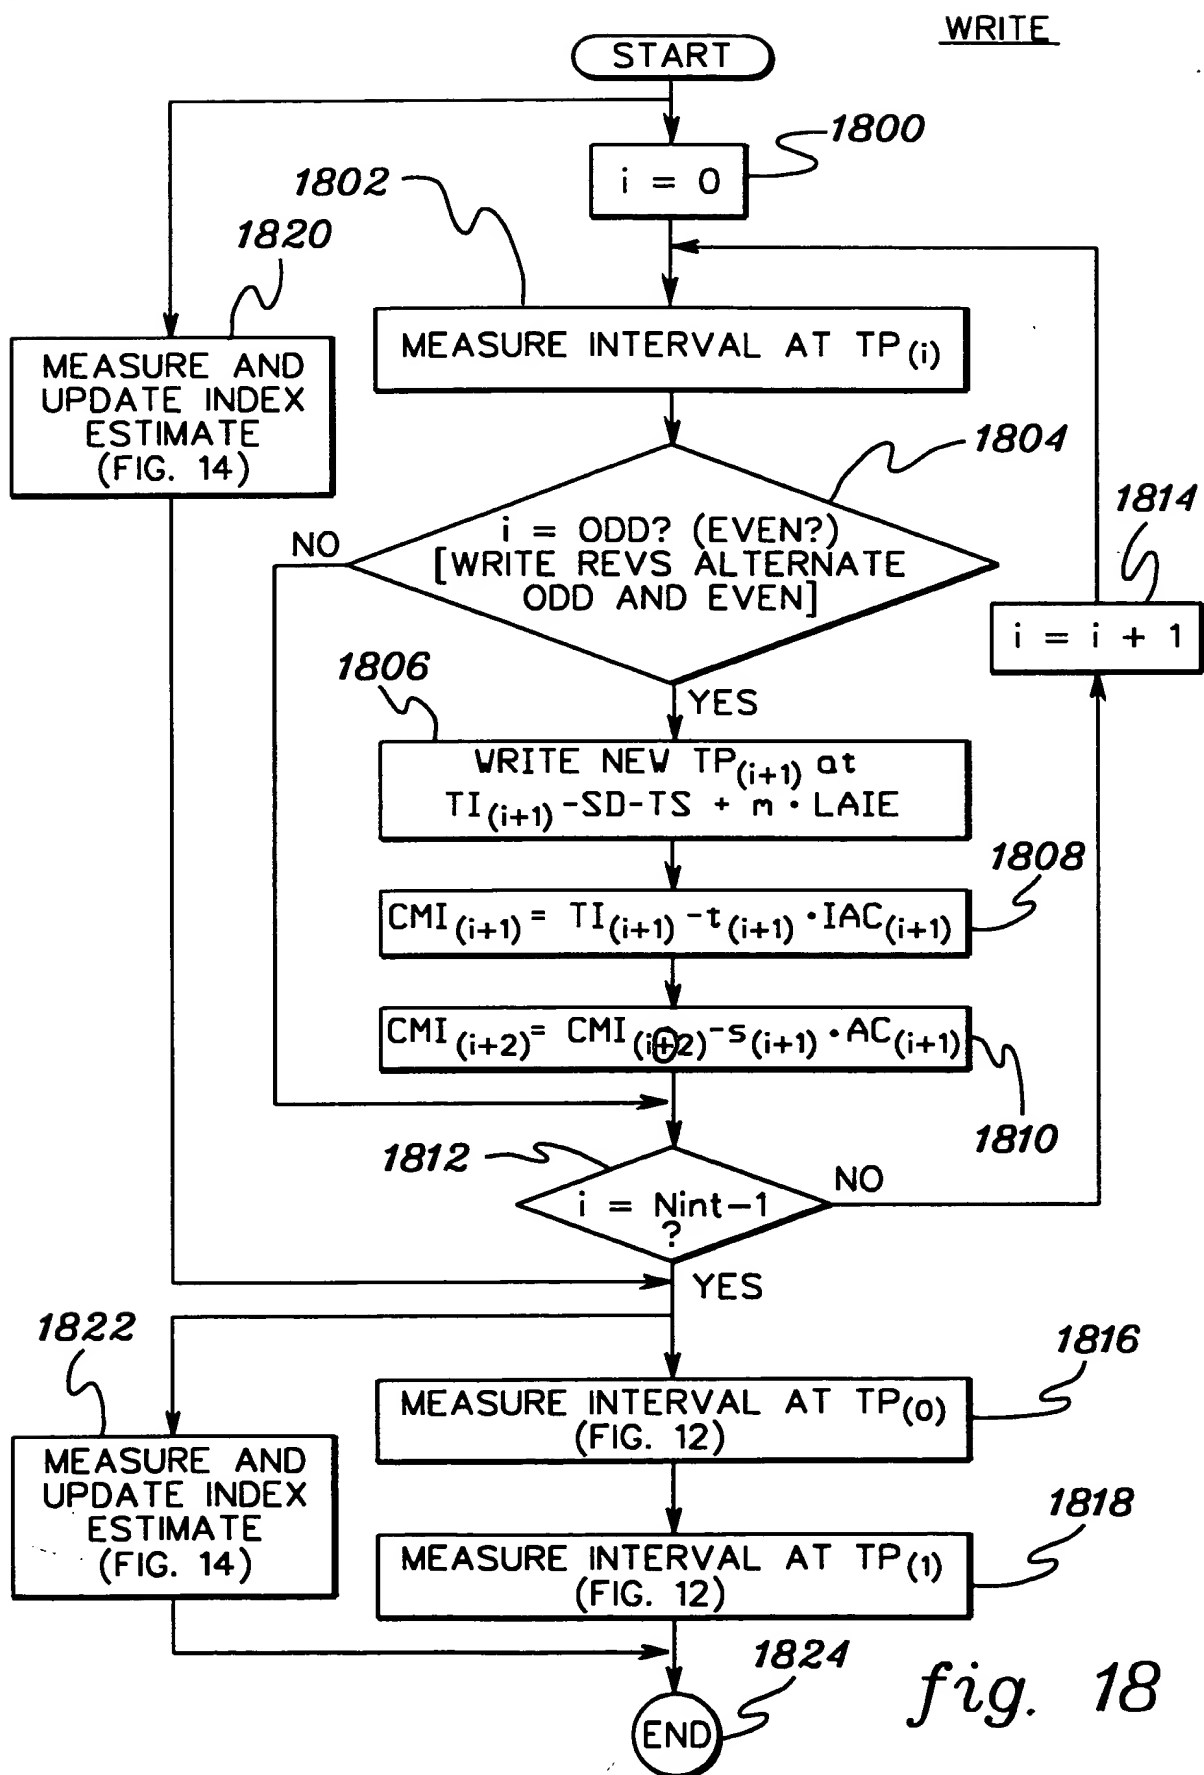 WRITE
START
1800
i = 0
1802
1820
MEASURE INTERVAL AT TP(i)
MEASURE AND
UPDATE INDEX
ESTIMATE
(FIG. 14)
1804
i = ODD? (EVEN?)
[WRITE REVS ALTERNATE
ODD AND EVEN]
NO
1814
i = i + 1
1806
YES
WRITE NEW TP(i+1) at
TI(i+1)-SD-TS + m · LAIE
1808
CMI(i+1) = TI(i+1)-t(i+1)·IAC(i+1)
CMI(i+2) = CMI(i+2)-s(i+1)·AC(i+1)
1810
1812
i = Nint-1
?
NO
YES
1822
1816
MEASURE INTERVAL AT TP(0)
(FIG. 12)
MEASURE AND
UPDATE INDEX
ESTIMATE
(FIG. 14)
1818
MEASURE INTERVAL AT TP(1)
(FIG. 12)
1824
END
fig. 18